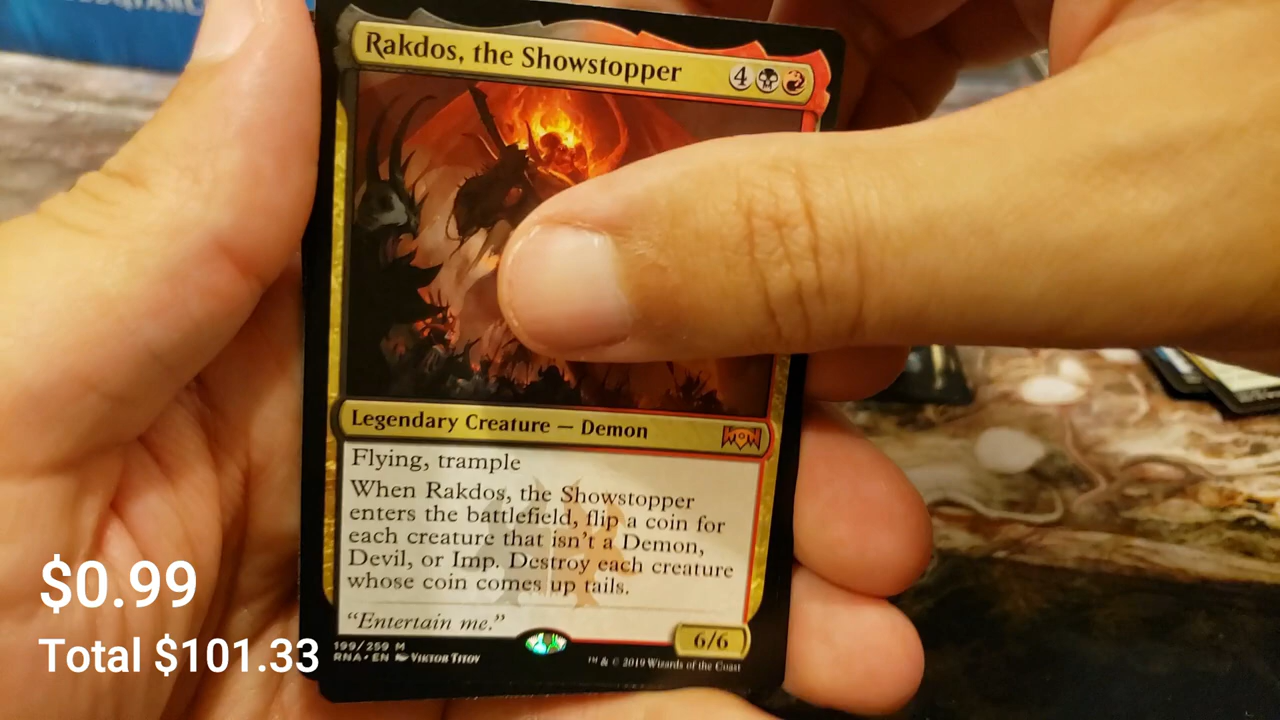 Rakdos, the Showstopper 4
Legendary Creature — Demon
Flying, trample
When Rakdos, the Showstopper
enters the battlefield, flip a coin for
each creature that isn't a Demon,
Devil, or Imp. Destroy each creature
whose coin comes up tails.
"Entertain me."
6/6
199/259 M
RNA • EN Viktor Titov
™ & © 2019 Wizards of the Coast
$0.99
Total $101.33